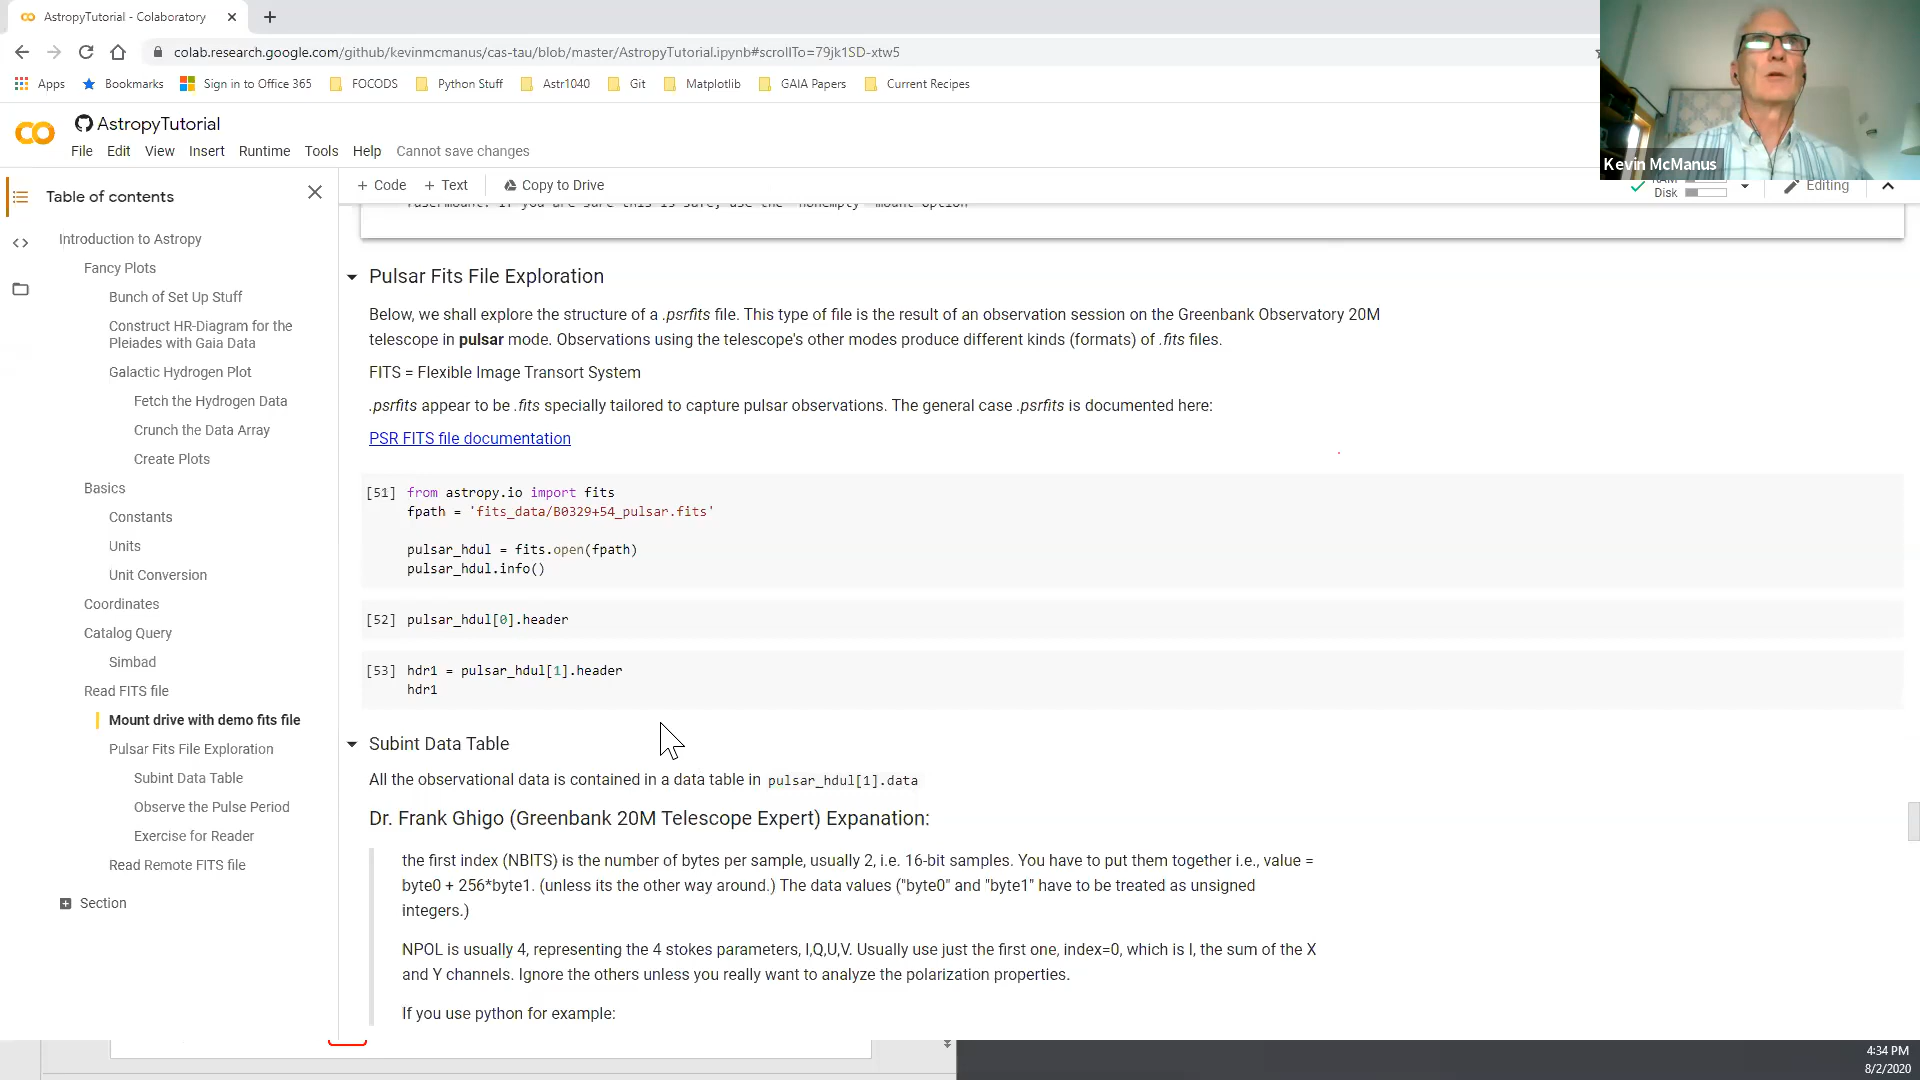 AstropyTutorial - Colaboratory
colab.research.google.com/github/kevinmcmanus/cas-tau/blob/master/AstropyTutorial.ipynb#scrollTo=79jk1SD-xtw5
Apps Bookmarks Sign in to Office 365 FOCODS Python Stuff Astr1040 Git Matplotlib GAIA Papers Current Recipes
Kevin McManus
AstropyTutorial
File Edit View Insert Runtime Tools Help Cannot save changes
+ Code + Text Copy to Drive
RAM
Disk
Editing
Table of contents
Introduction to Astropy
Fancy Plots
Bunch of Set Up Stuff
Construct HR-Diagram for the
Pleiades with Gaia Data
Galactic Hydrogen Plot
Fetch the Hydrogen Data
Crunch the Data Array
Create Plots
Basics
Constants
Units
Unit Conversion
Coordinates
Catalog Query
Simbad
Read FITS file
Mount drive with demo fits file
Pulsar Fits File Exploration
Subint Data Table
Observe the Pulse Period
Exercise for Reader
Read Remote FITS file
Section
fusermount: if you are sure this is safe, use the 'nonempty' mount option
Pulsar Fits File Exploration
Below, we shall explore the structure of a .psrfits file. This type of file is the result of an observation session on the Greenbank Observatory 20M
telescope in pulsar mode. Observations using the telescope's other modes produce different kinds (formats) of .fits files.
FITS = Flexible Image Transort System
.psrfits appear to be .fits specially tailored to capture pulsar observations. The general case .psrfits is documented here:
PSR FITS file documentation
[51] from astropy.io import fits
fpath = 'fits_data/B0329+54_pulsar.fits'
pulsar_hdul = fits.open(fpath)
pulsar_hdul.info()
[52] pulsar_hdul[0].header
[53] hdr1 = pulsar_hdul[1].header
hdr1
Subint Data Table
All the observational data is contained in a data table in pulsar_hdul[1].data
Dr. Frank Ghigo (Greenbank 20M Telescope Expert) Expanation:
the first index (NBITS) is the number of bytes per sample, usually 2, i.e. 16-bit samples. You have to put them together i.e., value =
byte0 + 256*byte1. (unless its the other way around.) The data values ("byte0" and "byte1" have to be treated as unsigned
integers.)
NPOL is usually 4, representing the 4 stokes parameters, I,Q,U,V. Usually use just the first one, index=0, which is I, the sum of the X
and Y channels. Ignore the others unless you really want to analyze the polarization properties.
If you use python for example:
4:34 PM
8/2/2020